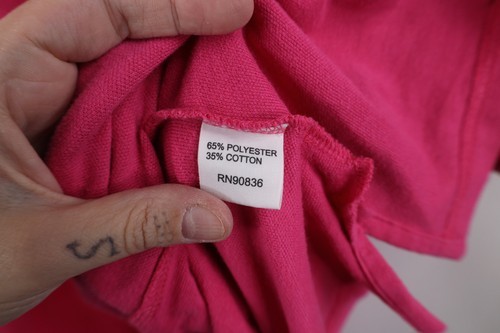 65% POLYESTER
35% COTTON
RN90836